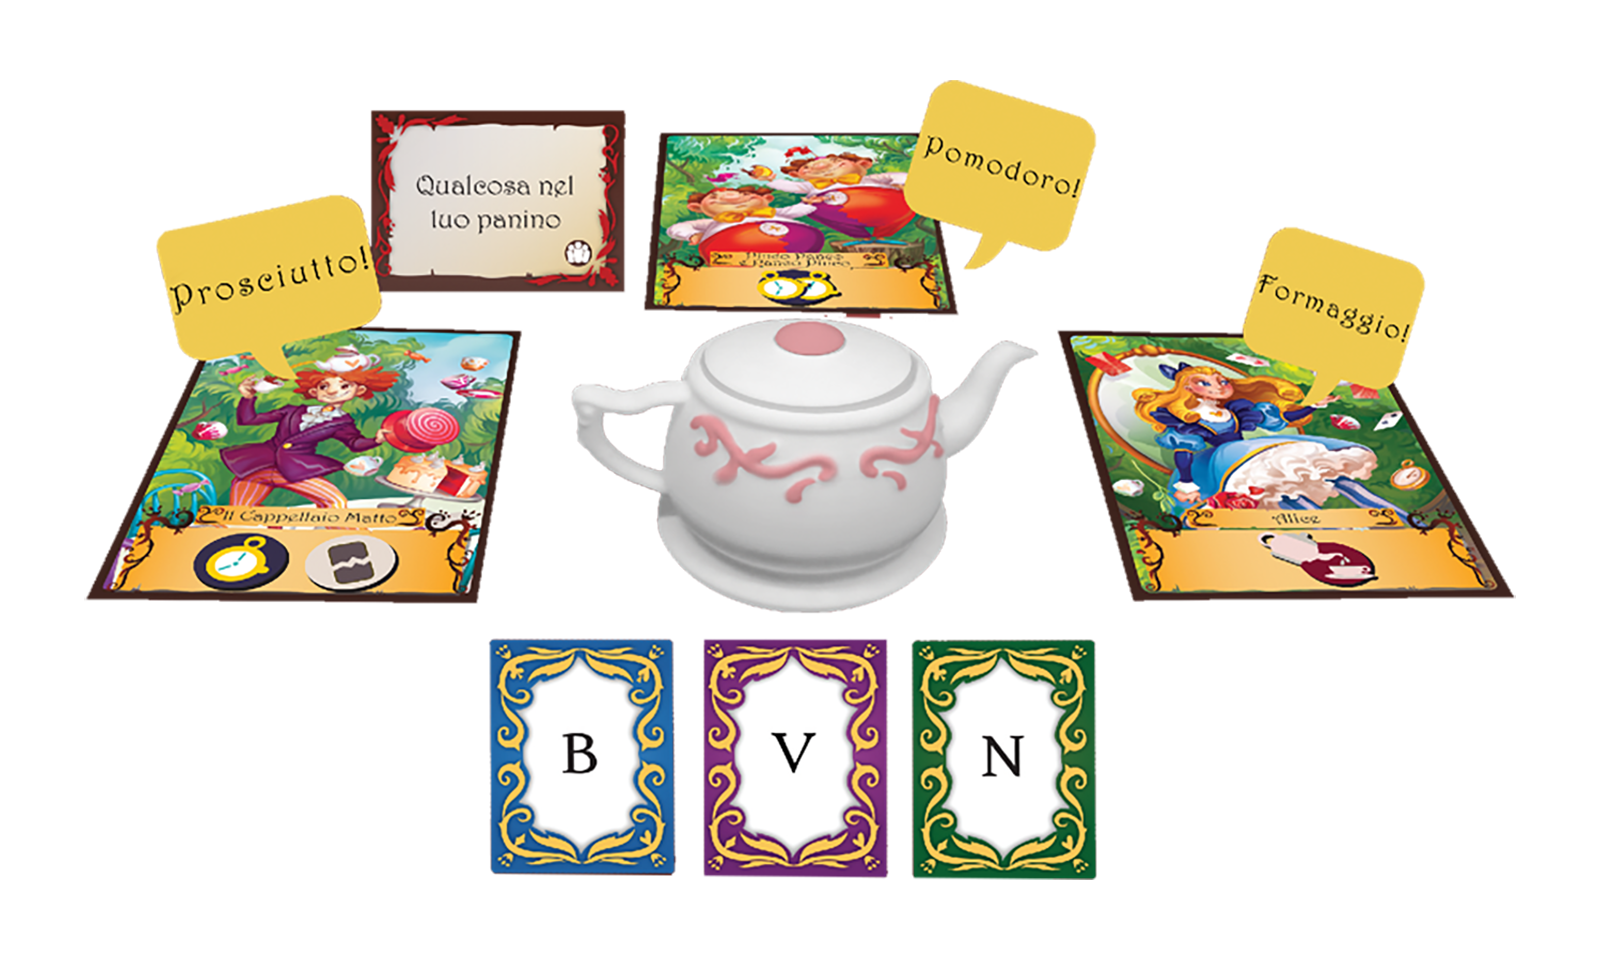 Qualcosa nel
tuo panino
Pomodoro!
Prosciutto!
Formaggio!
Il Cappellaio Matto
Alice
B
V
N